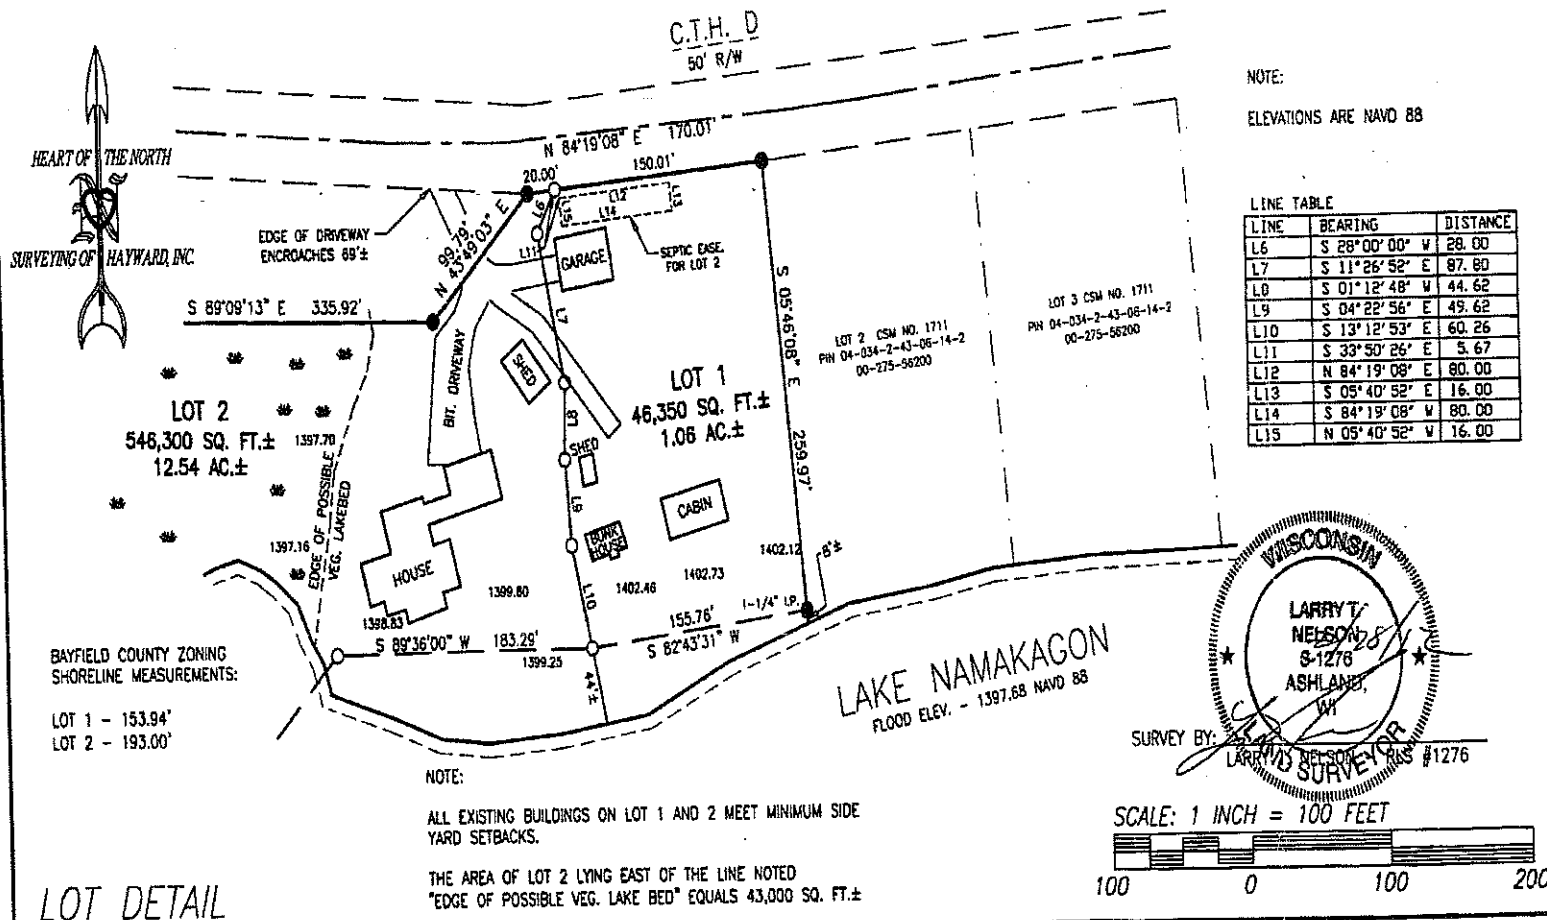 C.T.H. D
50' R/W
NOTE:
ELEVATIONS ARE NAVD 88
HEART OF THE NORTH
SURVEYING OF HAYWARD, INC.
N 84°19'08" E 170.01'
20.00'
150.01'
EDGE OF DRIVEWAY
ENCROACHES 69'±
99.79'
N 43°49'03" E
L6
L15
L12
L14
L13
L11
GARAGE
SEPTIC EASE.
FOR LOT 2
S 89°09'13" E 335.92'
L7
S 05°46'08" E 259.97'
LOT 2 CSM NO. 1711
PIN 04-034-2-43-06-14-2
00-275-56200
LOT 3 CSM NO. 1711
PIN 04-034-2-43-06-14-2
00-275-56200
LINE TABLE
LINE BEARING DISTANCE
L6 S 28°00'00" W 28.00
L7 S 11°26'52" E 87.80
L8 S 01°12'48" W 44.62
L9 S 04°22'56" E 49.62
L10 S 13°12'53" E 60.26
L11 S 33°50'26" E 5.67
L12 N 84°19'08" E 80.00
L13 S 05°40'52" E 16.00
L14 S 84°19'08" W 80.00
L15 N 05°40'52" W 16.00
BIT. DRIVEWAY
SHED
LOT 1
46,350 SQ. FT.±
1.06 AC.±
LOT 2
546,300 SQ. FT.±
12.54 AC.±
1397.70
L8
SHED
EDGE OF POSSIBLE
VEG. LAKEBED
L9
CABIN
BUNK
HOUSE
1397.16
HOUSE
1402.12
8'±
1399.80
L10
1402.46
1402.73
1398.83
1-1/4" I.P.
S 89°36'00" W 183.29'
1399.25
155.76'
S 82°43'31" W
44'±
BAYFIELD COUNTY ZONING
SHORELINE MEASUREMENTS:
LOT 1 - 153.94'
LOT 2 - 193.00'
LAKE NAMAKAGON
FLOOD ELEV. - 1397.68 NAVD 88
WISCONSIN
LARRY T.
NELSON
S-1276
ASHLAND,
WI
LAND SURVEYOR
SURVEY BY:
LARRY T. NELSON RLS #1276
NOTE:
ALL EXISTING BUILDINGS ON LOT 1 AND 2 MEET MINIMUM SIDE
YARD SETBACKS.
THE AREA OF LOT 2 LYING EAST OF THE LINE NOTED
"EDGE OF POSSIBLE VEG. LAKE BED" EQUALS 43,000 SQ. FT.±
SCALE: 1 INCH = 100 FEET
100 0 100 200
LOT DETAIL